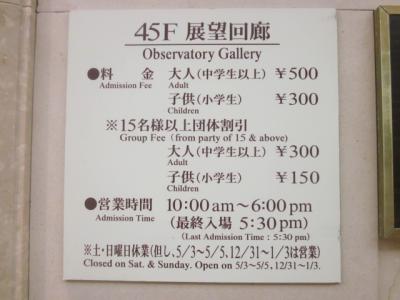 45F 展望回廊
Observatory Gallery
●料 金 大人(中学生以上) ¥500
Admission Fee Adult
子供(小学生) ¥300
Children
※15名様以上団体割引
Group Fee (from party of 15 & above)
大人(中学生以上) ¥300
Adult
子供(小学生) ¥150
Children
●営業時間 10:00am～6:00pm
Admission Time
(最終入場 5:30pm)
(Last Admission Time : 5:30 pm)
※土・日曜日休業(但し、5/3～5/5、12/31～1/3は営業)
Closed on Sat. & Sunday. Open on 5/3~5/5, 12/31~1/3.